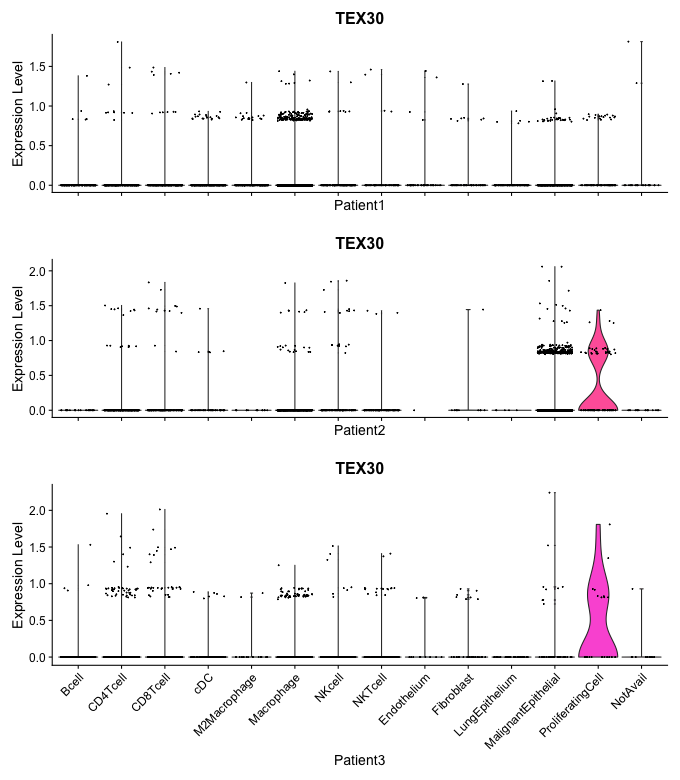 TEX30
Expression Level
1.5
1.0
0.5
0.0
Patient1
TEX30
Expression Level
2.0
1.5
1.0
0.5
0.0
Patient2
TEX30
Expression Level
2.0
1.5
1.0
0.5
0.0
Bcell
CD4Tcell
CD8Tcell
cDC
M2Macrophage
Macrophage
NKcell
NKTcell
Endothelium
Fibroblast
LungEpithelium
MalignantEpithelial
ProliferatingCell
NotAvail
Patient3